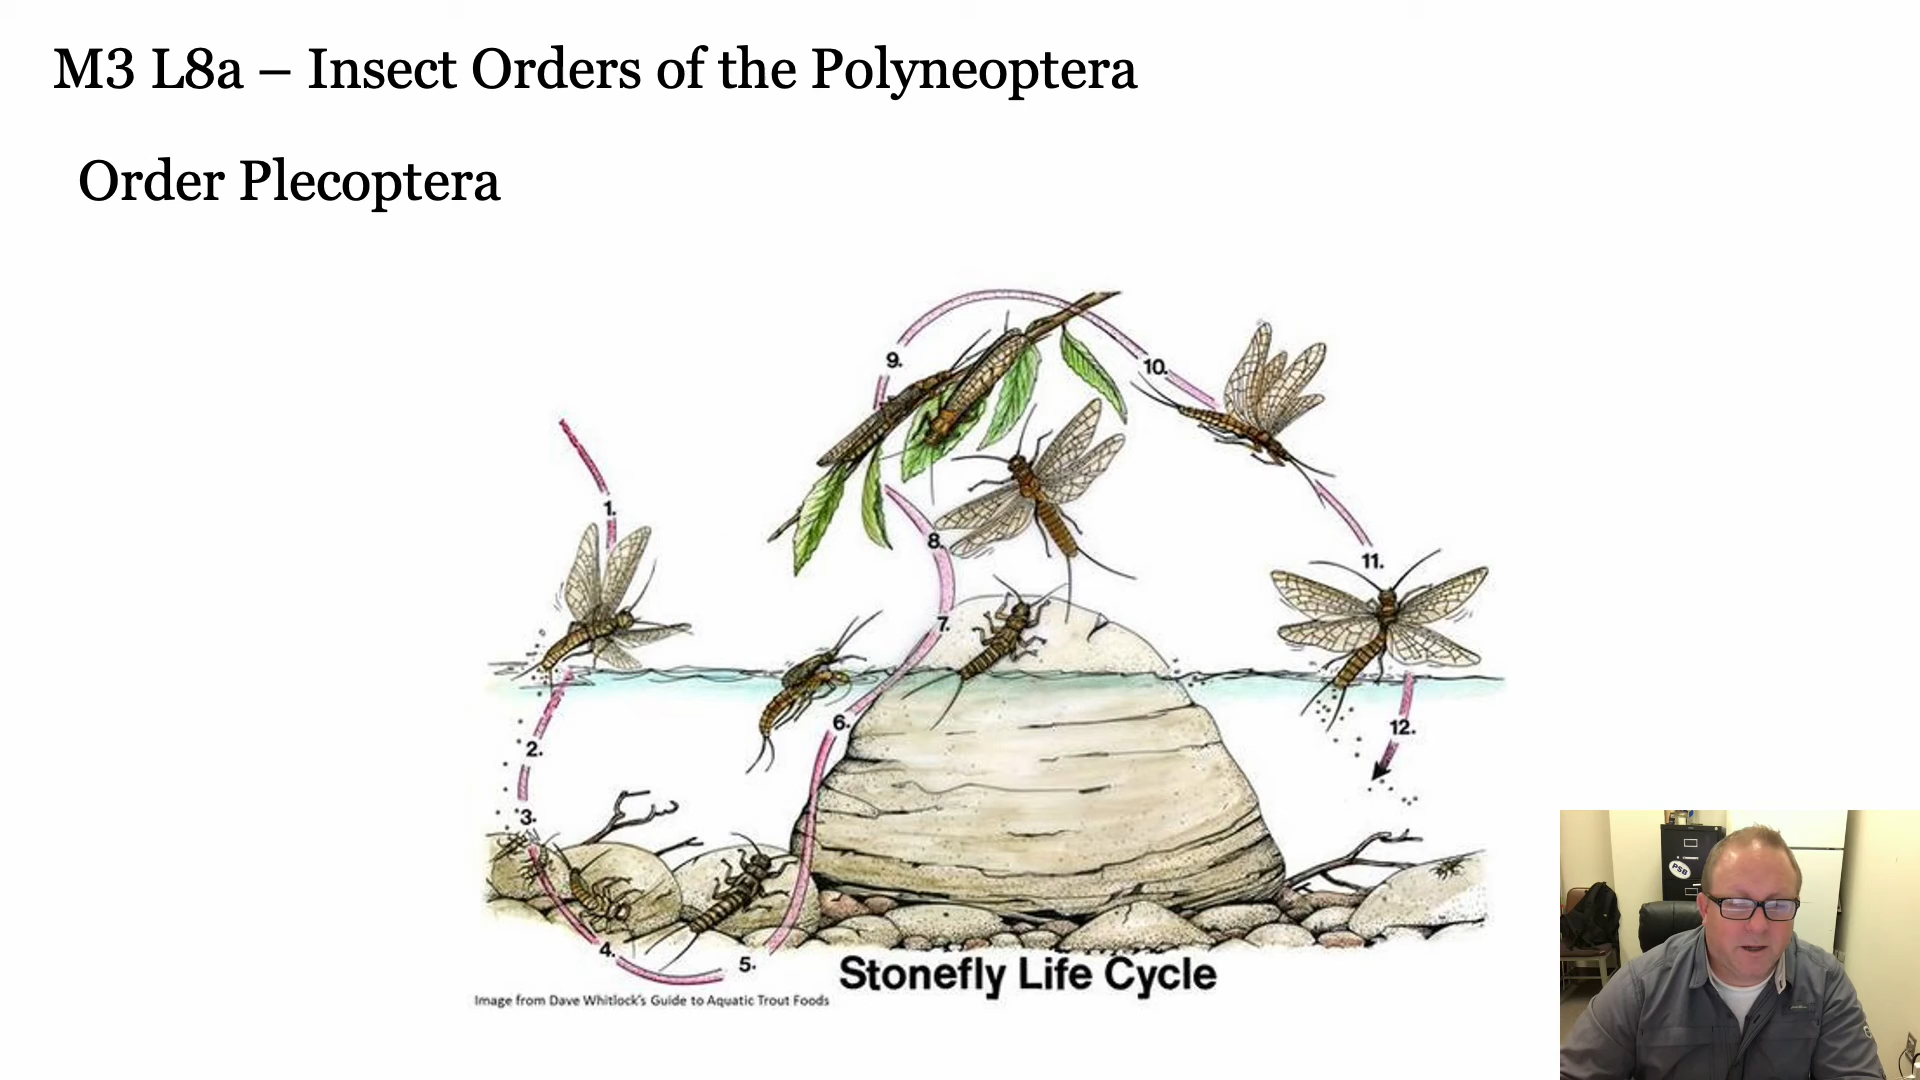 M3 L8a – Insect Orders of the Polyneoptera
Order Plecoptera
9.
10.
1.
8.
11.
7.
6.
12.
2.
3.
4.
5.
Stonefly Life Cycle
Image from Dave Whitlock's Guide to Aquatic Trout Foods
PSB